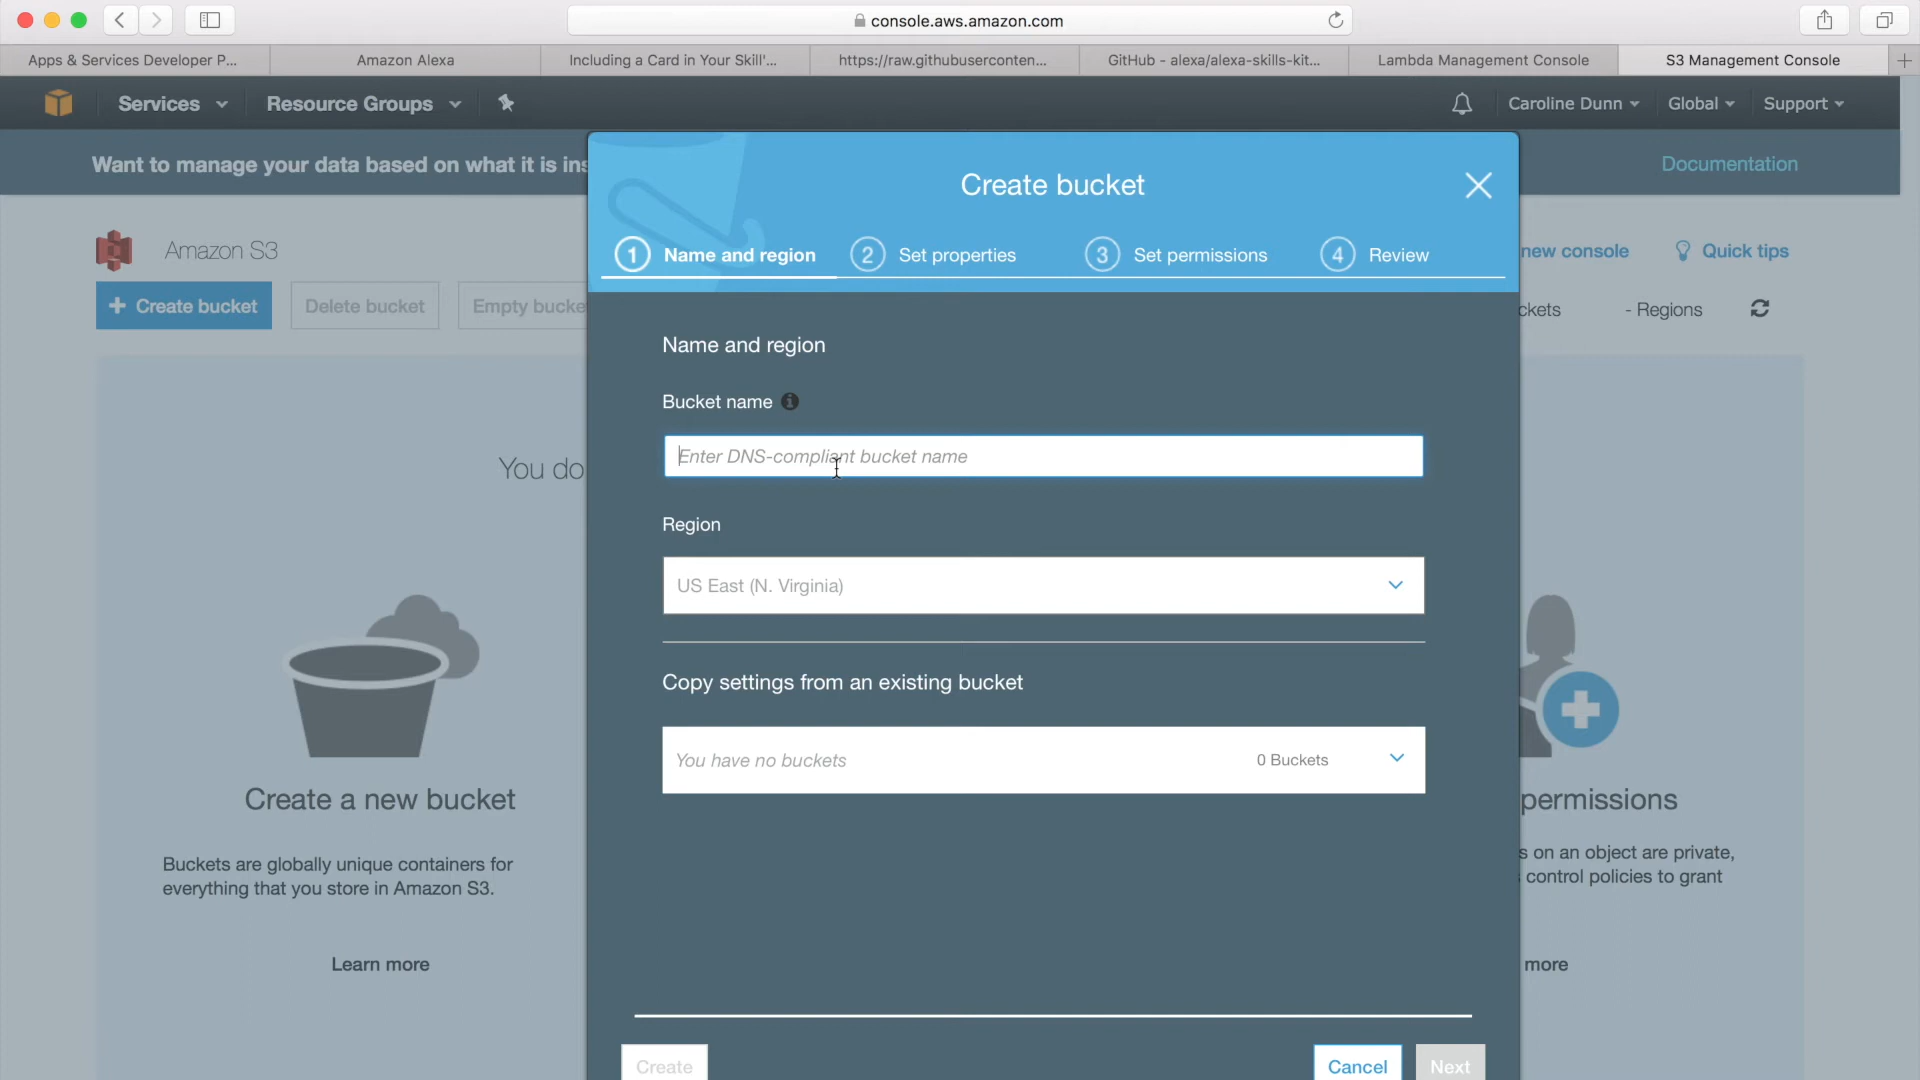 console.aws.amazon.com
Apps & Services Developer P...
Amazon Alexa
Including a Card in Your Skill'...
https://raw.githubuserconten...
GitHub - alexa/alexa-skills-kit...
Lambda Management Console
S3 Management Console
Services
Resource Groups
Caroline Dunn
Global
Support
Want to manage your data based on what it is ins
Documentation
Create bucket
1 Name and region
2 Set properties
3 Set permissions
4 Review
Amazon S3
new console
Quick tips
+ Create bucket
Delete bucket
Empty bucke
ckets
- Regions
Name and region
Bucket name
Enter DNS-compliant bucket name
You do
Region
US East (N. Virginia)
Copy settings from an existing bucket
You have no buckets
0 Buckets
Create a new bucket
Buckets are globally unique containers for
everything that you store in Amazon S3.
Learn more
permissions
s on an object are private,
control policies to grant
more
Create
Cancel
Next